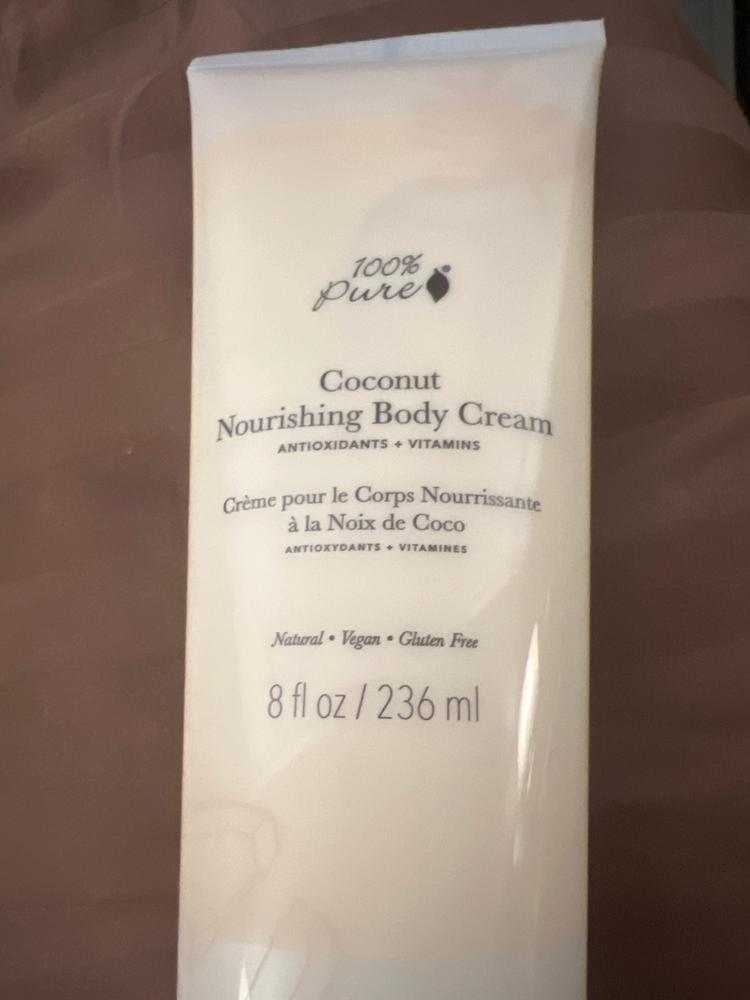 100%
Pure
Coconut
Nourishing Body Cream
ANTIOXIDANTS + VITAMINS
Crème pour le Corps Nourrissante
à la Noix de Coco
ANTIOXYDANTS + VITAMINES
Natural • Vegan • Gluten Free
8 fl oz / 236 ml